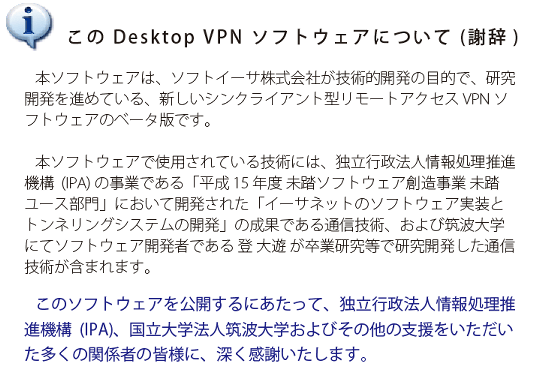 この Desktop VPN ソフトウェアについて (謝辞)
本ソフトウェアは、ソフトイーサ株式会社が技術的開発の目的で、研究
開発を進めている、新しいシンクライアント型リモートアクセス VPN ソ
フトウェアのベータ版です。
本ソフトウェアで使用されている技術には、独立行政法人情報処理推進
機構 (IPA) の事業である「平成 15 年度 未踏ソフトウェア創造事業 未踏
ユース部門」において開発された「イーサネットのソフトウェア実装と
トンネリングシステムの開発」の成果である通信技術、および筑波大学
にてソフトウェア開発者である 登 大遊 が卒業研究等で研究開発した通信
技術が含まれます。
このソフトウェアを公開するにあたって、独立行政法人情報処理推
進機構 (IPA)、国立大学法人筑波大学およびその他の支援をいただい
た多くの関係者の皆様に、深く感謝いたします。